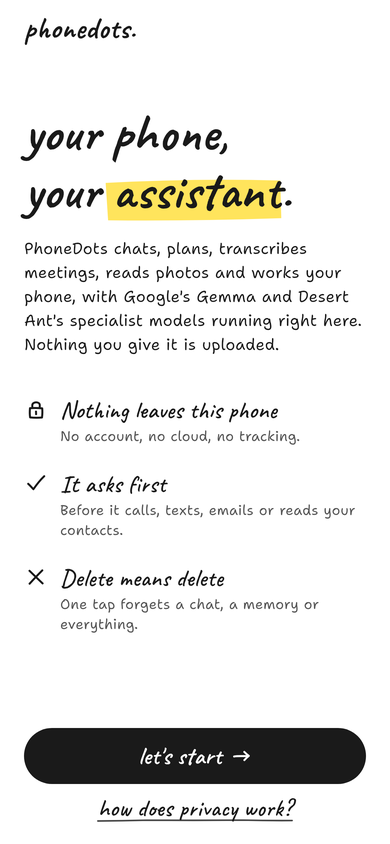 phonedots.
your phone,
your assistant.
PhoneDots chats, plans, transcribes
meetings, reads photos and works your
phone, with Google's Gemma and Desert
Ant's specialist models running right here.
Nothing you give it is uploaded.
Nothing leaves this phone
No account, no cloud, no tracking.
It asks first
Before it calls, texts, emails or reads your
contacts.
Delete means delete
One tap forgets a chat, a memory or
everything.
let's start →
how does privacy work?